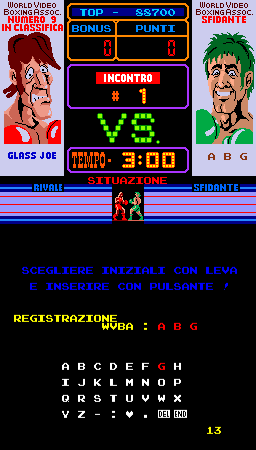 WORLD VIDEO
BOXING ASSOC.
NUMERO 9
IN CLASSIFICA
GLASS JOE
TOP - 88700
BONUS PUNTI
0 0
INCONTRO
# 1
VS.
TEMPO- 3:00
WORLD VIDEO
BOXING ASSOC.
SFIDANTE
A B G
SITUAZIONE
RIVALE SFIDANTE
SCEGLIERE INIZIALI CON LEVA
E INSERIRE CON PULSANTE '
REGISTRAZIONE
WVBA : A B G
A B C D E F G H
I J K L M N O P
Q R S T U V W X
Y Z - : ♥ . DEL END
13